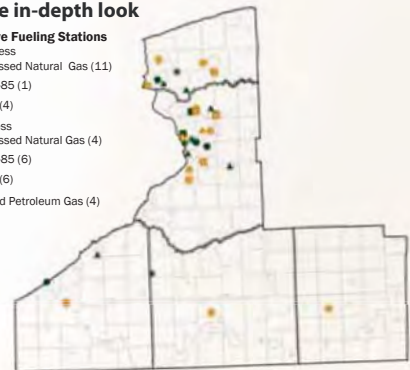 e in-depth look
re Fueling Stations
ess
ssed Natural Gas (11)
-85 (1)
(4)
ess
ssed Natural Gas (4)
-85 (6)
(6)
d Petroleum Gas (4)